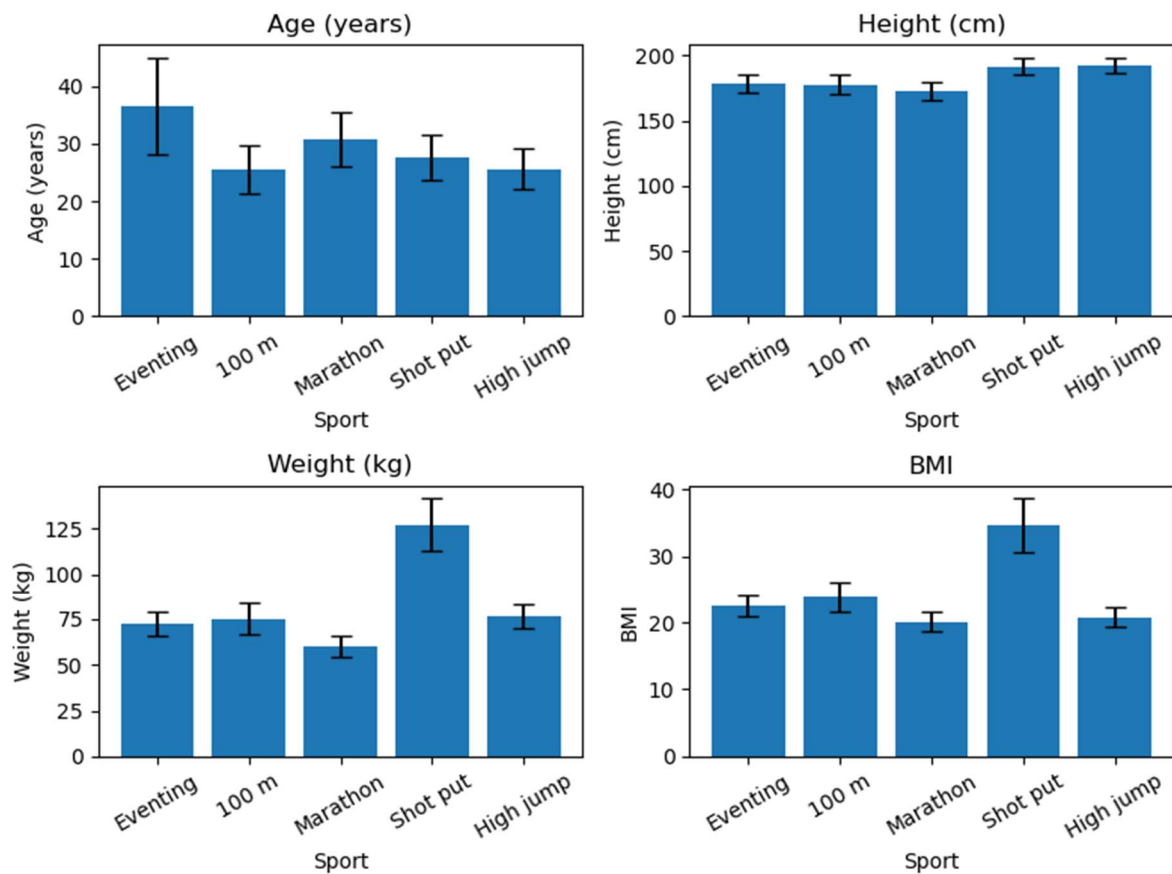 Age (years)
Age (years)
40
30
20
10
0
Eventing
100 m
Marathon
Shot put
High jump
Sport
Height (cm)
Height (cm)
200
150
100
50
0
Eventing
100 m
Marathon
Shot put
High jump
Sport
Weight (kg)
Weight (kg)
125
100
75
50
25
0
Eventing
100 m
Marathon
Shot put
High jump
Sport
BMI
BMI
40
30
20
10
0
Eventing
100 m
Marathon
Shot put
High jump
Sport